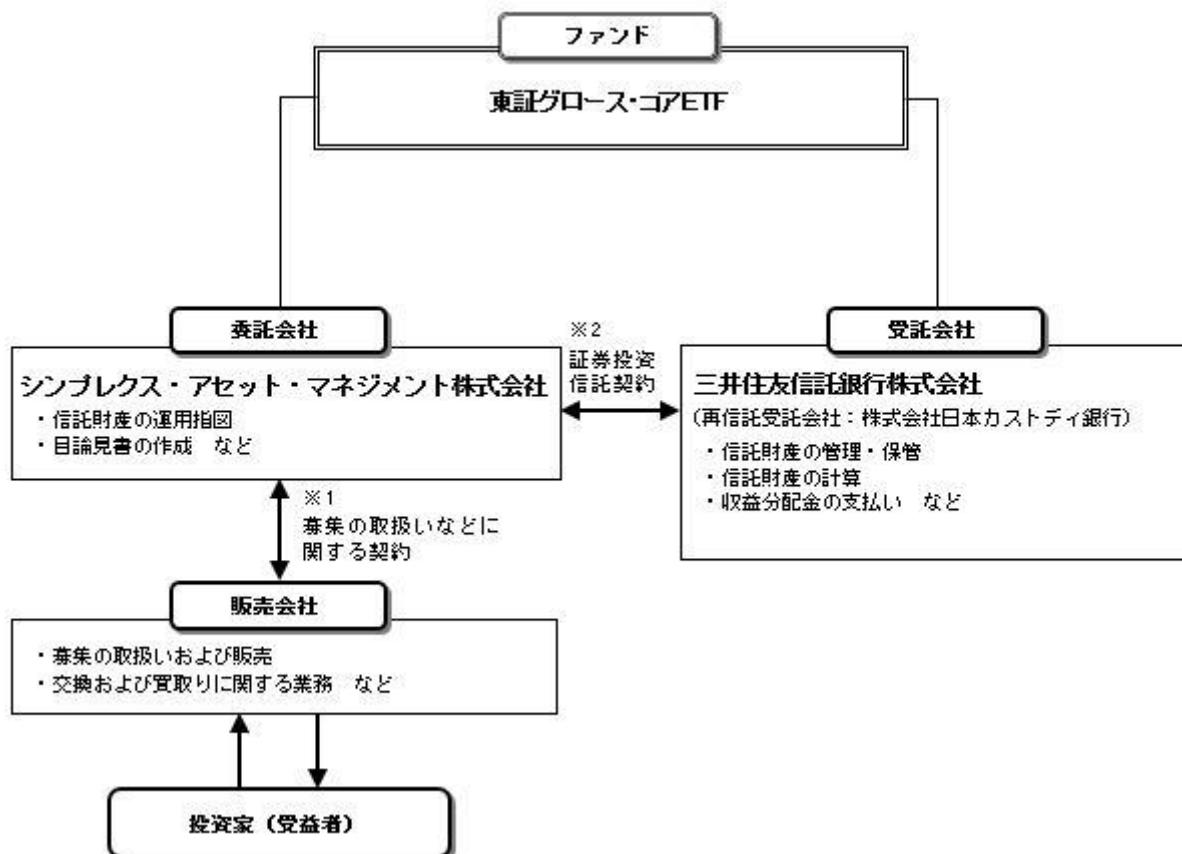 ファンド
東証グロース・コアETF
委託会社
シンプレクス・アセット・マネジメント株式会社
・信託財産の運用指図
・目論見書の作成　など
※2
証券投資
信託契約
受託会社
三井住友信託銀行株式会社
(再信託受託会社：株式会社日本カストディ銀行)
・信託財産の管理・保管
・信託財産の計算
・収益分配金の支払い　など
※1
募集の取扱いなどに
関する契約
販売会社
・募集の取扱いおよび販売
・交換および買取りに関する業務　など
投資家（受益者）